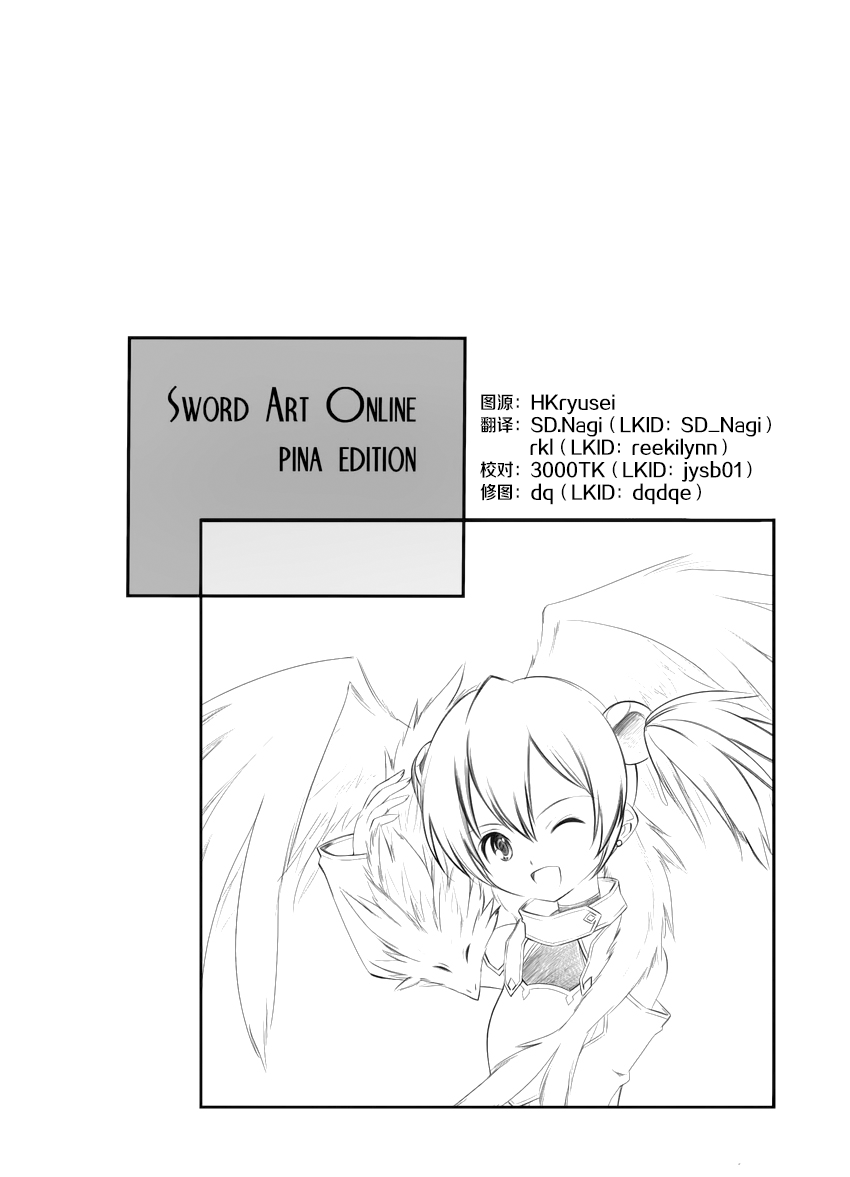 Sword Art Online
PINA EDITION
图源：HKryusei
翻译：SD.Nagi（LKID：SD_Nagi）
rkl（LKID：reekilynn）
校对：3000TK（LKID：jysb01）
修图：dq（LKID：dqdqe）